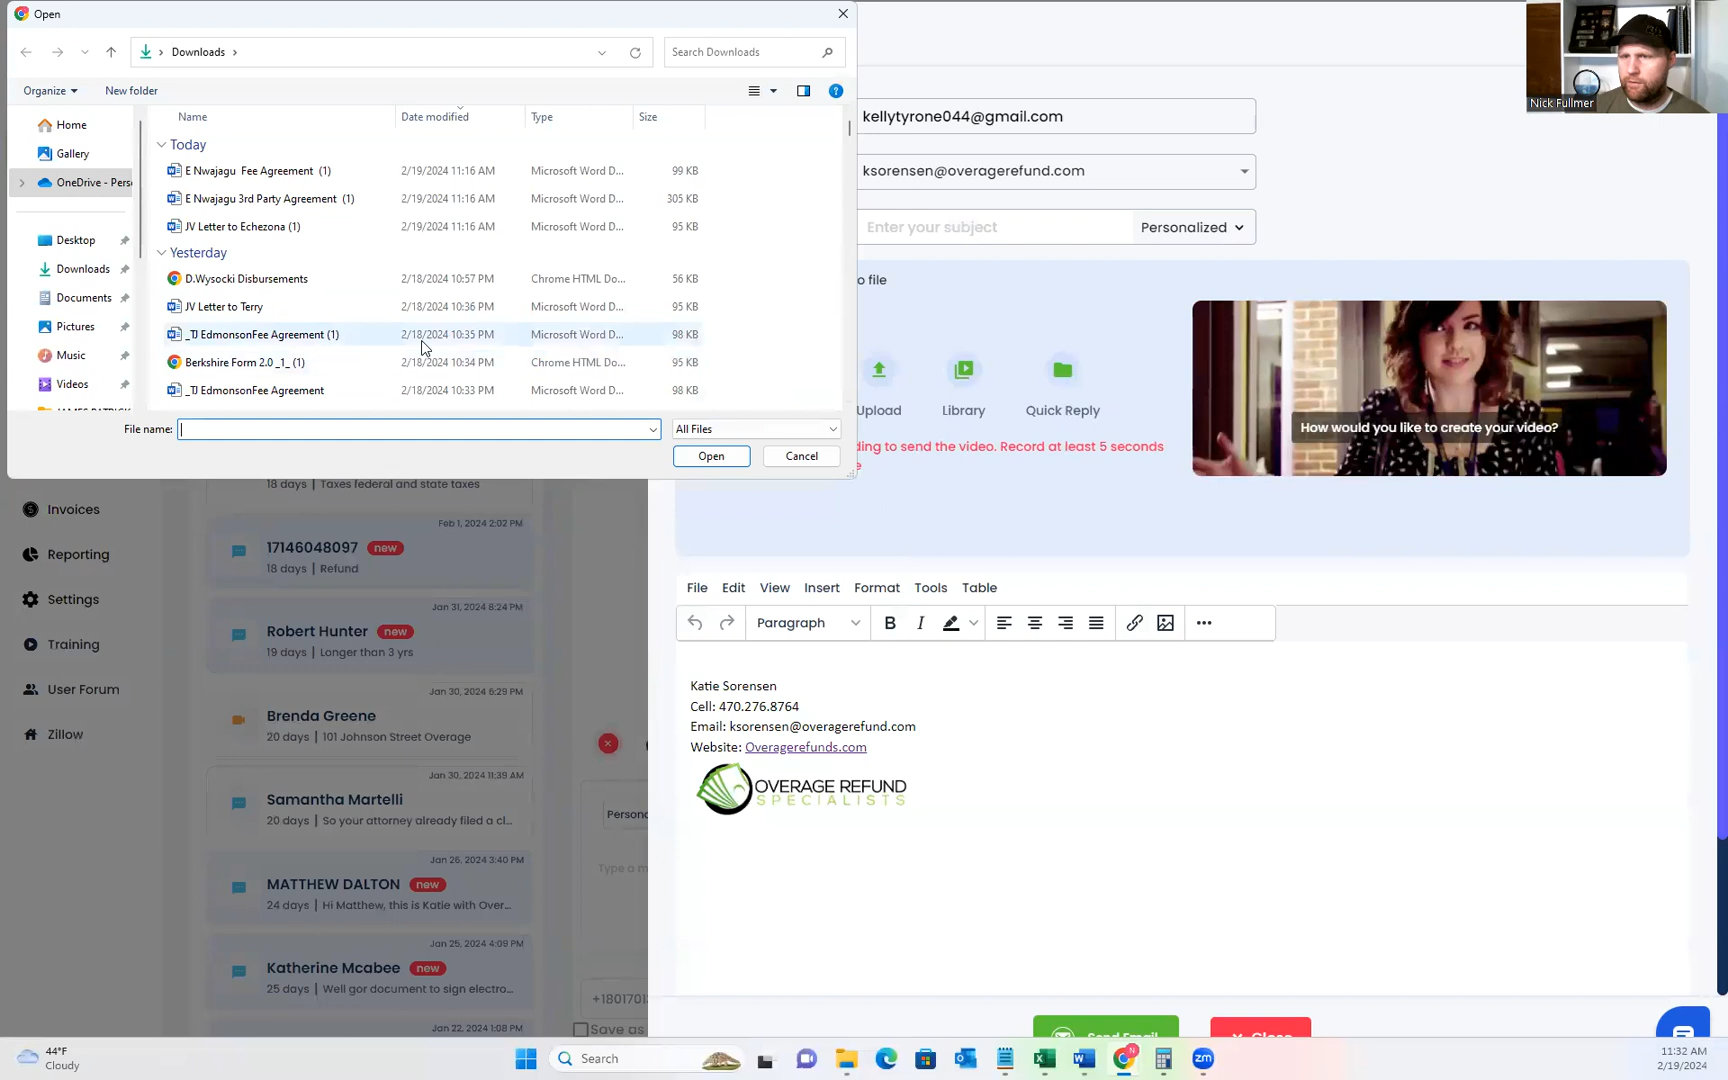 Open
Downloads
Search Downloads
Organize
New folder
Home
Gallery
OneDrive - Pers
Desktop
Downloads
Documents
Pictures
Music
Videos
Name Date modified Type Size
Today
E Nwajagu Fee Agreement (1) 2/19/2024 11:16 AM Microsoft Word D... 99 KB
E Nwajagu 3rd Party Agreement (1) 2/19/2024 11:16 AM Microsoft Word D... 305 KB
JV Letter to Echezona (1) 2/19/2024 11:16 AM Microsoft Word D... 95 KB
Yesterday
D.Wysocki Disbursements 2/18/2024 10:57 PM Chrome HTML Do... 56 KB
JV Letter to Terry 2/18/2024 10:36 PM Microsoft Word D... 95 KB
_TJ EdmonsonFee Agreement (1) 2/18/2024 10:35 PM Microsoft Word D... 98 KB
Berkshire Form 2.0 _1_ (1) 2/18/2024 10:34 PM Chrome HTML Do... 95 KB
_TJ EdmonsonFee Agreement 2/18/2024 10:33 PM Microsoft Word D... 98 KB
File name:
All Files
Open
Cancel
Nick Fullmer
kellytyrone044@gmail.com
ksorensen@overagerefund.com
Enter your subject
Personalized
o file
Upload
Library
Quick Reply
ding to send the video. Record at least 5 seconds
e
How would you like to create your video?
Invoices
Reporting
Settings
Training
User Forum
Zillow
18 days | Taxes federal and state taxes
Feb 1, 2024 2:02 PM
17146048097 new
18 days | Refund
Jan 31, 2024 8:24 PM
Robert Hunter new
19 days | Longer than 3 yrs
Jan 30, 2024 6:29 PM
Brenda Greene
20 days | 101 Johnson Street Overage
Jan 30, 2024 11:39 AM
Samantha Martelli
20 days | So your attorney already filed a cl...
Jan 26, 2024 3:40 PM
MATTHEW DALTON new
24 days | Hi Matthew, this is Katie with Over...
Jan 25, 2024 4:09 PM
Katherine Mcabee new
25 days | Well gor document to sign electro...
Jan 22, 2024 1:08 PM
Persona
Type a m
+1801701
Save as
File Edit View Insert Format Tools Table
Paragraph
B I
Katie Sorensen
Cell: 470.276.8764
Email: ksorensen@overagerefund.com
Website: Overagerefunds.com
OVERAGE REFUND
SPECIALISTS
Send Email
Close
44°F
Cloudy
Search
zm
11:32 AM
2/19/2024